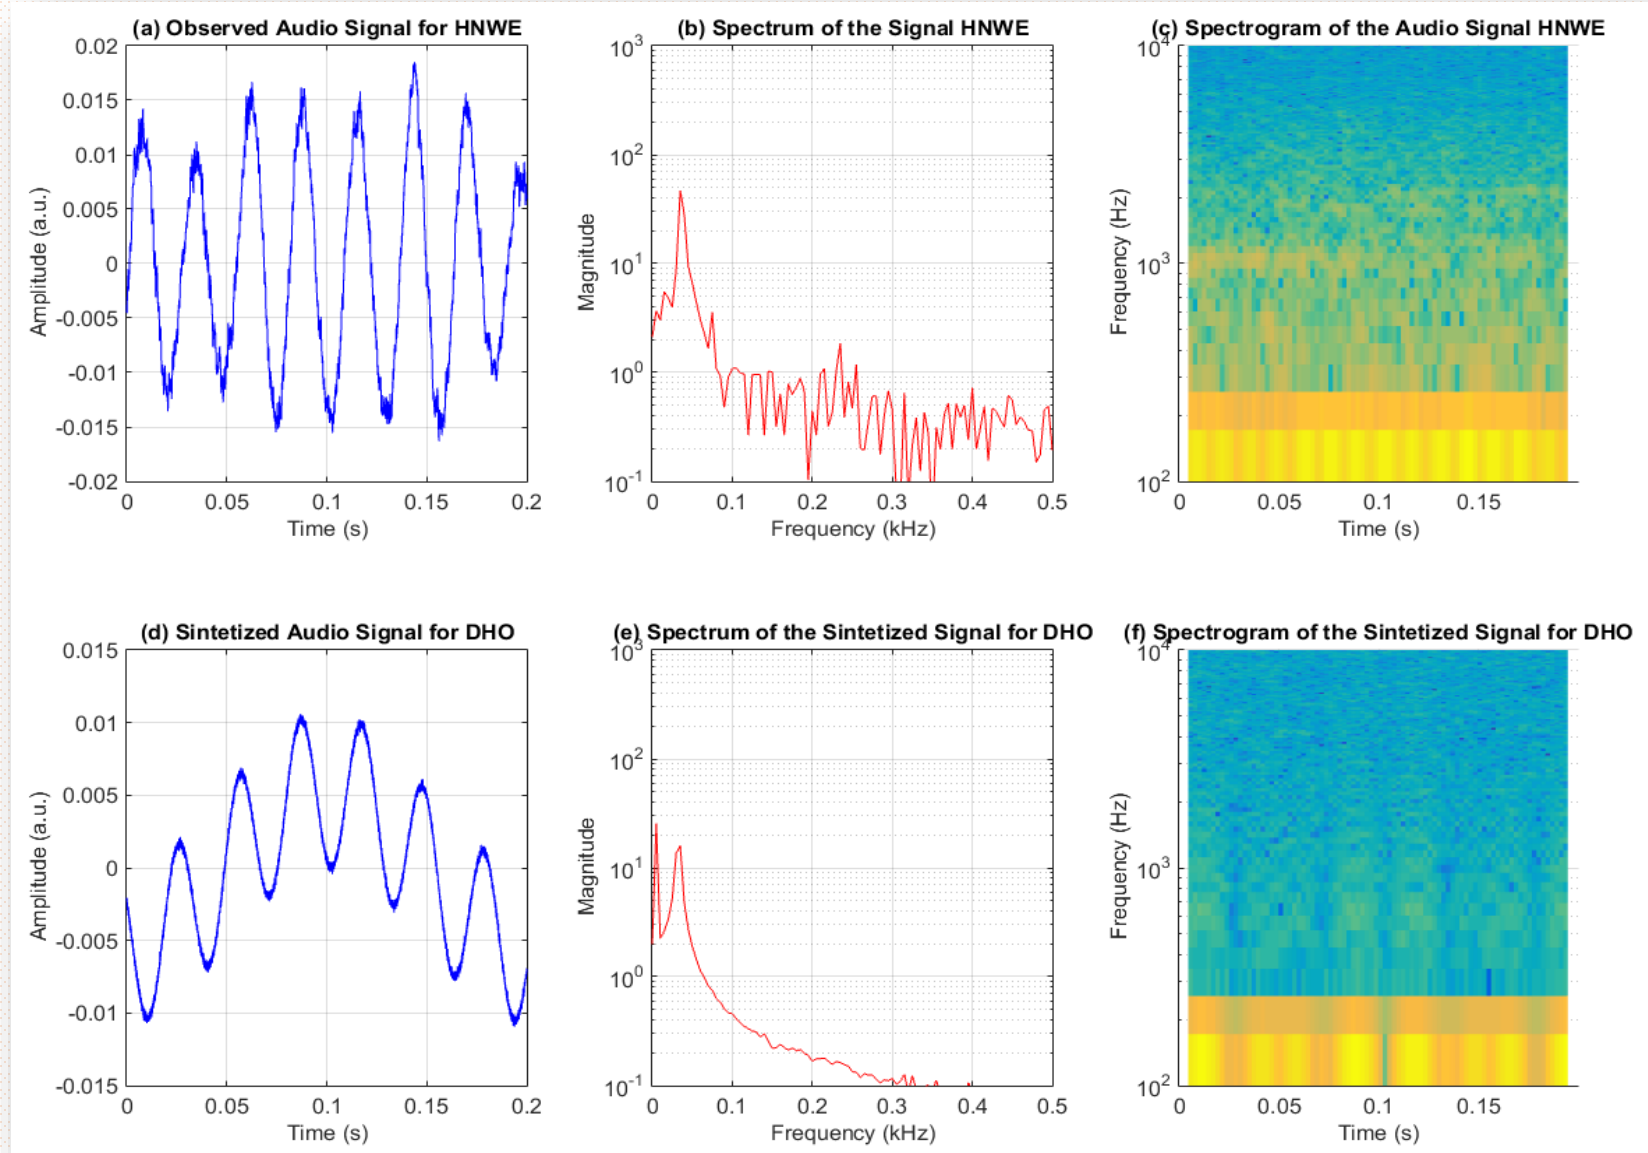 (a) Observed Audio Signal for HNWE
0.02
0.015
0.01
0.005
0
-0.005
-0.01
-0.015
-0.02
Amplitude (a.u.)
0 0.05 0.1 0.15 0.2
Time (s)
(b) Spectrum of the Signal HNWE
10³
10²
10¹
10⁰
10⁻¹
Magnitude
0 0.1 0.2 0.3 0.4 0.5
Frequency (kHz)
(c) Spectrogram of the Audio Signal HNWE
10⁴
10³
10²
Frequency (Hz)
0 0.05 0.1 0.15
Time (s)
(d) Sintetized Audio Signal for DHO
0.015
0.01
0.005
0
-0.005
-0.01
-0.015
Amplitude (a.u.)
0 0.05 0.1 0.15 0.2
Time (s)
(e) Spectrum of the Sintetized Signal for DHO
10³
10²
10¹
10⁰
10⁻¹
Magnitude
0 0.1 0.2 0.3 0.4 0.5
Frequency (kHz)
(f) Spectrogram of the Sintetized Signal for DHO
10⁴
10³
10²
Frequency (Hz)
0 0.05 0.1 0.15
Time (s)